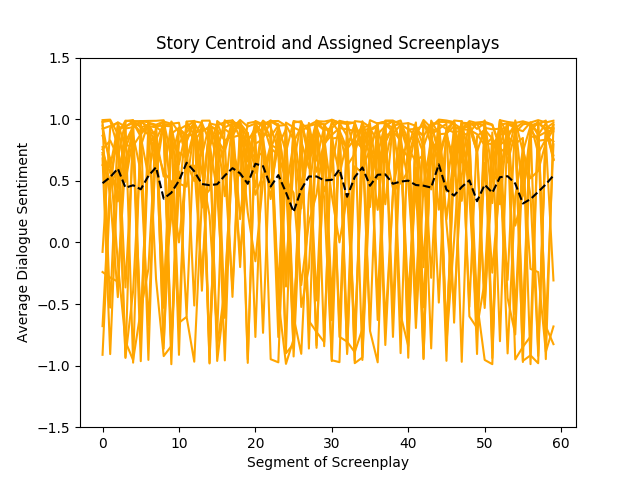 Story Centroid and Assigned Screenplays
1.5
1.0
0.5
0.0
−0.5
−1.0
−1.5
Average Dialogue Sentiment
0 10 20 30 40 50 60
Segment of Screenplay